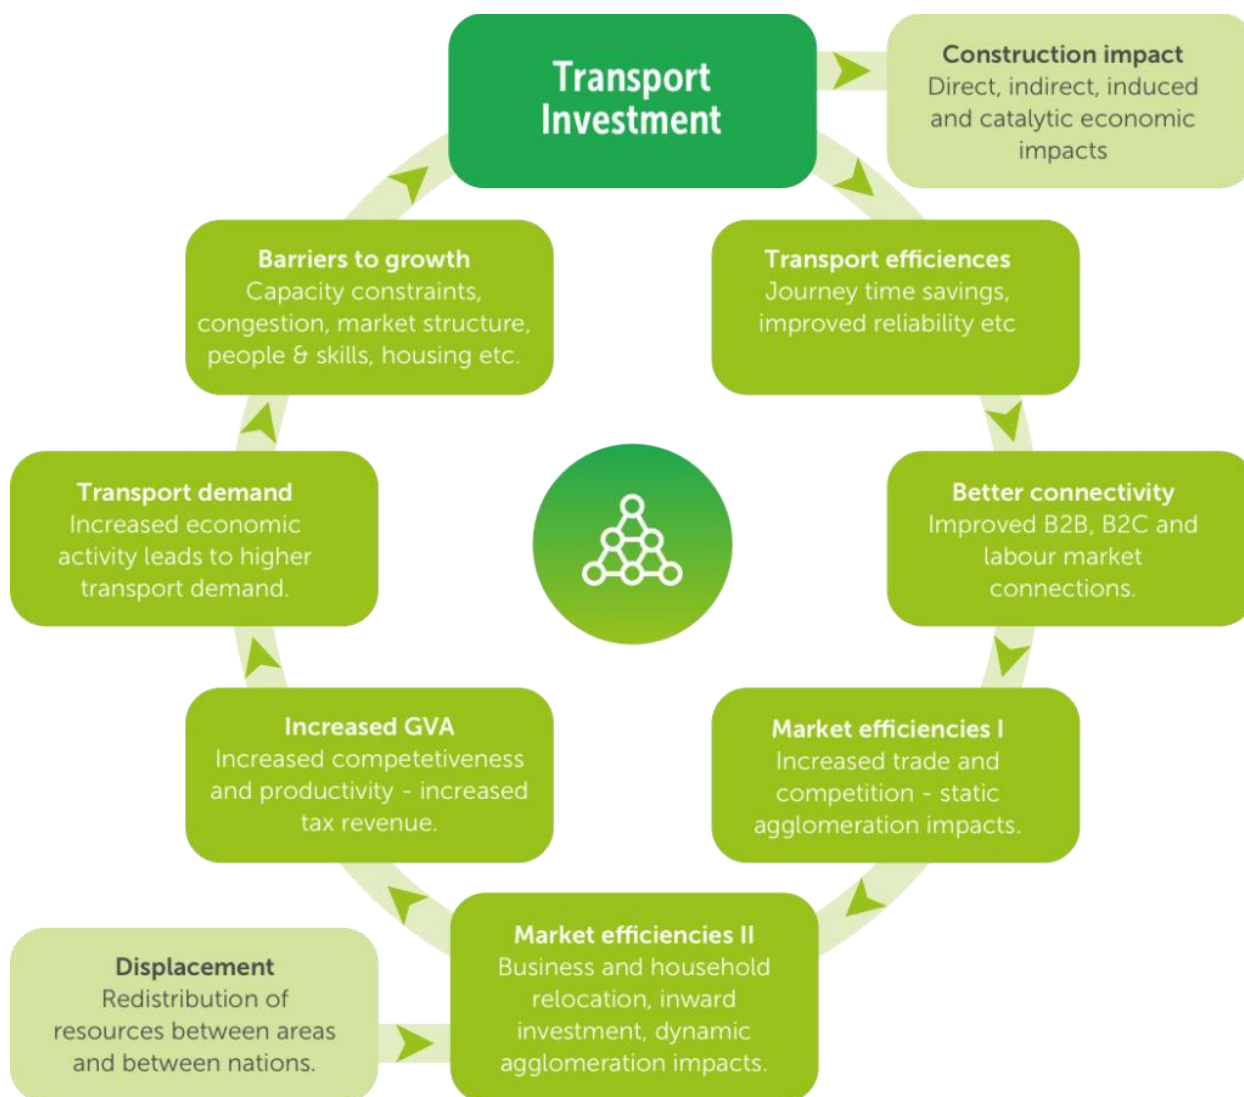 Transport
Investment
Construction impact
Direct, indirect, induced
and catalytic economic
impacts
Transport efficiences
Journey time savings,
improved reliability etc
Better connectivity
Improved B2B, B2C and
labour market
connections.
Market efficiencies I
Increased trade and
competition - static
agglomeration impacts.
Market efficiencies II
Business and household
relocation, inward
investment, dynamic
agglomeration impacts.
Displacement
Redistribution of
resources between areas
and between nations.
Increased GVA
Increased competetiveness
and productivity - increased
tax revenue.
Transport demand
Increased economic
activity leads to higher
transport demand.
Barriers to growth
Capacity constraints,
congestion, market structure,
people & skills, housing etc.